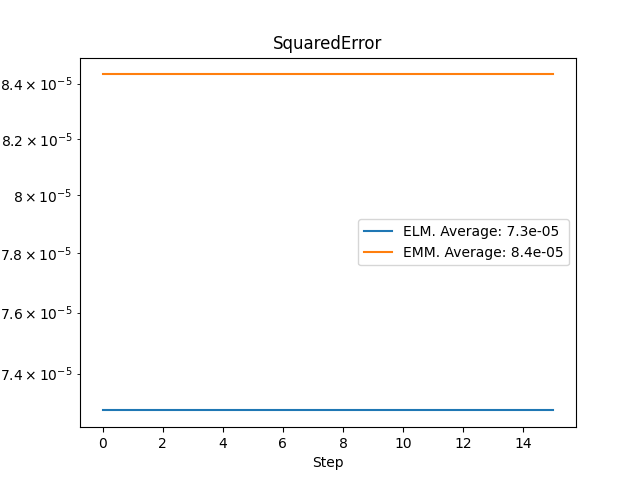 SquaredError
8.4 × 10⁻⁵
8.2 × 10⁻⁵
8 × 10⁻⁵
7.8 × 10⁻⁵
7.6 × 10⁻⁵
7.4 × 10⁻⁵
ELM. Average: 7.3e-05
EMM. Average: 8.4e-05
0 2 4 6 8 10 12 14
Step